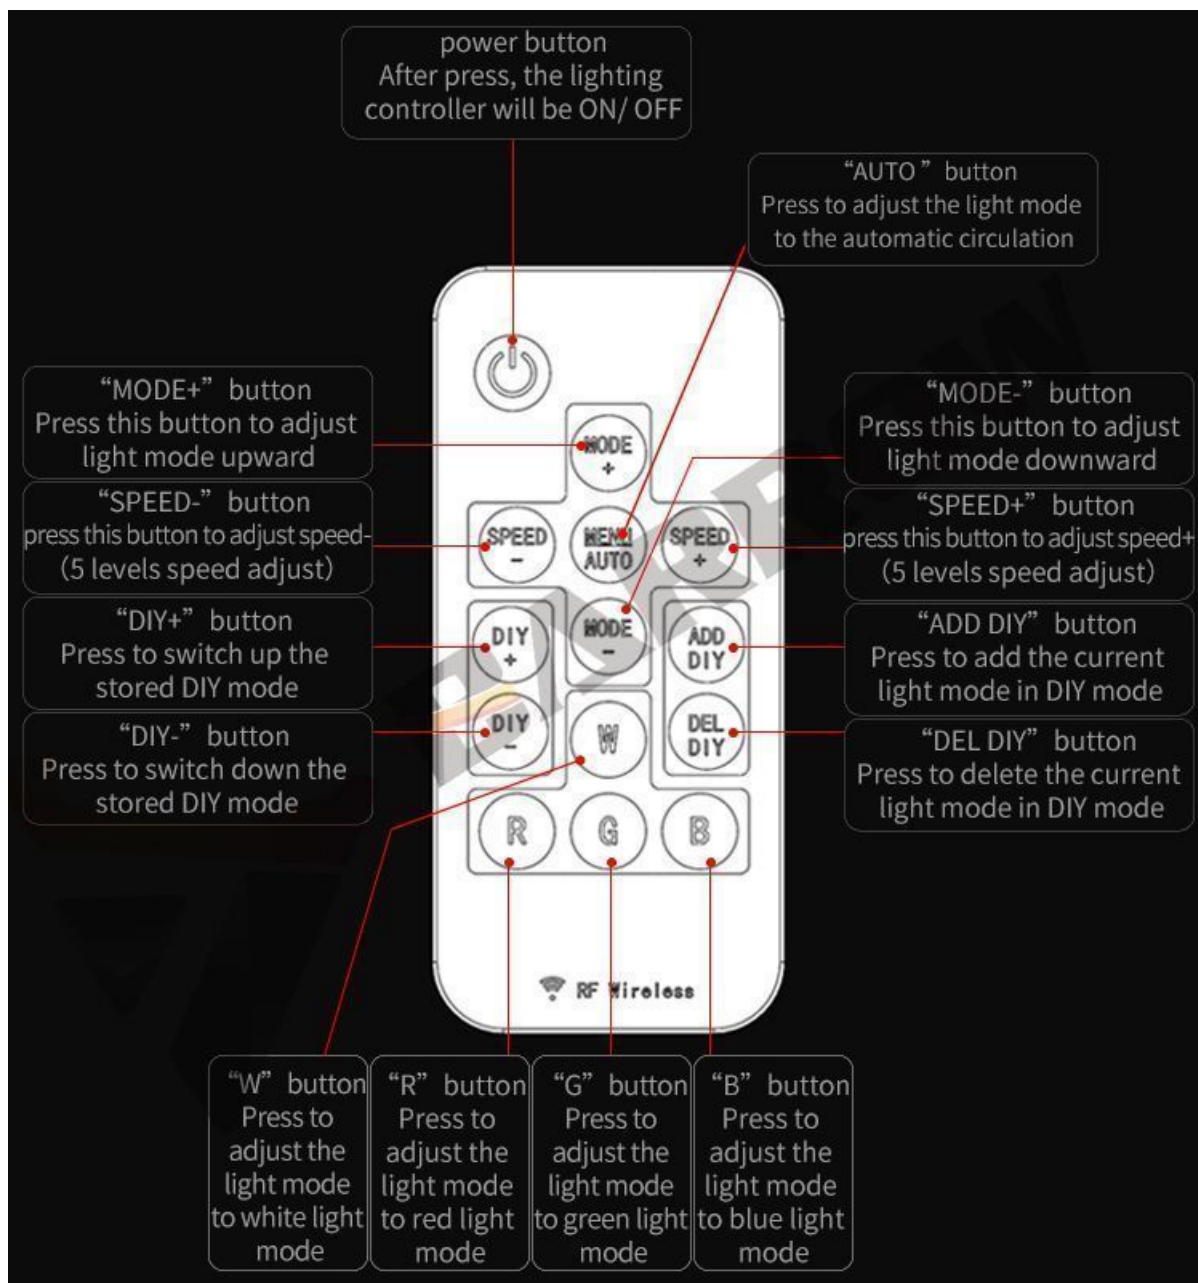 power button
After press, the lighting
controller will be ON/ OFF
“AUTO ” button
Press to adjust the light mode
to the automatic circulation
“MODE+” button
Press this button to adjust
light mode upward
“MODE-” button
Press this button to adjust
light mode downward
“SPEED-” button
press this button to adjust speed-
(5 levels speed adjust)
“SPEED+” button
press this button to adjust speed+
(5 levels speed adjust)
“DIY+” button
Press to switch up the
stored DIY mode
“ADD DIY” button
Press to add the current
light mode in DIY mode
“DIY-” button
Press to switch down the
stored DIY mode
“DEL DIY” button
Press to delete the current
light mode in DIY mode
MODE
+
SPEED
-
MENU
AUTO
SPEED
+
DIY
+
MODE
-
ADD
DIY
DIY
-
W
DEL
DIY
R
G
B
RF Wireless
“W” button
Press to
adjust the
light mode
to white light
mode
“R” button
Press to
adjust the
light mode
to red light
mode
“G” button
Press to
adjust the
light mode
to green light
mode
“B” button
Press to
adjust the
light mode
to blue light
mode